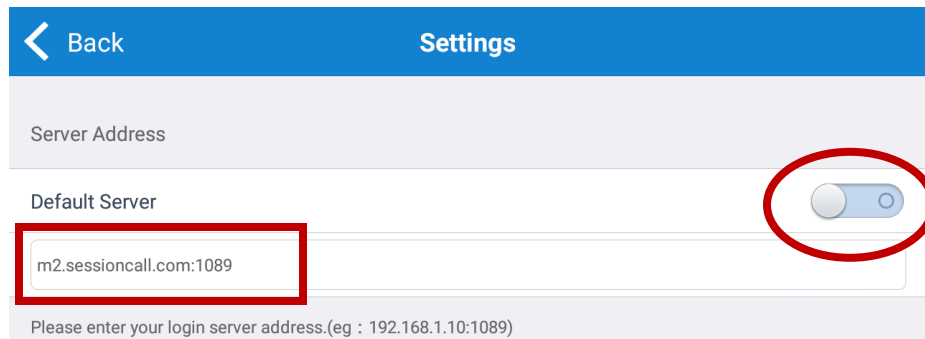 Back
Settings
Server Address
Default Server
m2.sessioncall.com:1089
Please enter your login server address.(eg：192.168.1.10:1089)